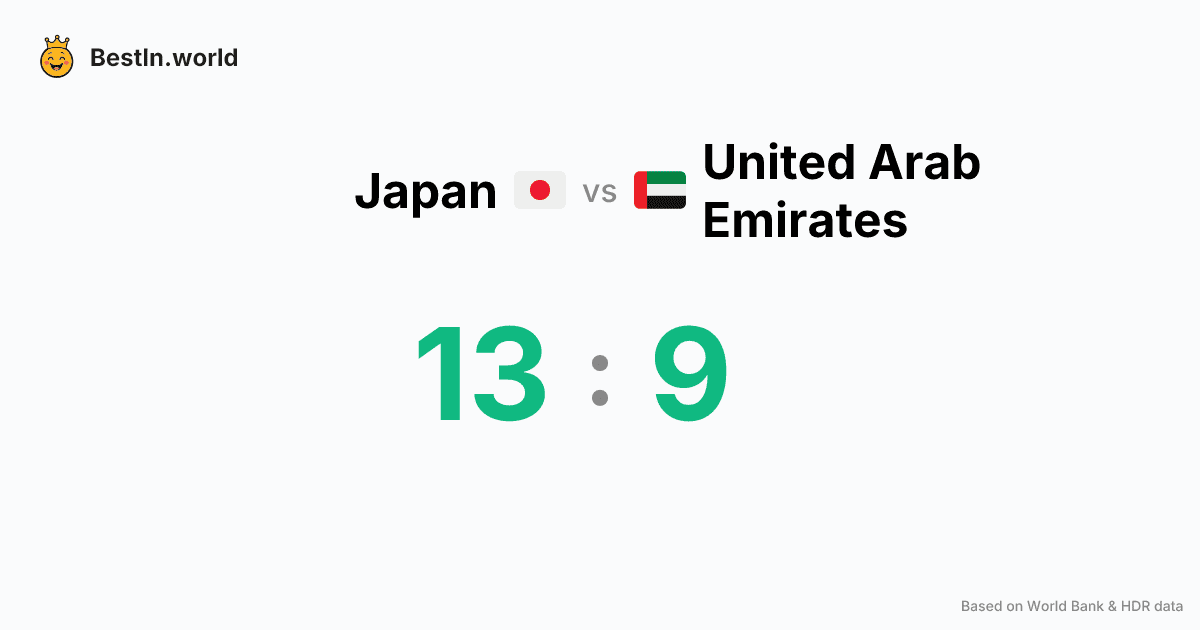 BestIn.world
Japan vs United Arab
Emirates
13 : 9
Based on World Bank & HDR data